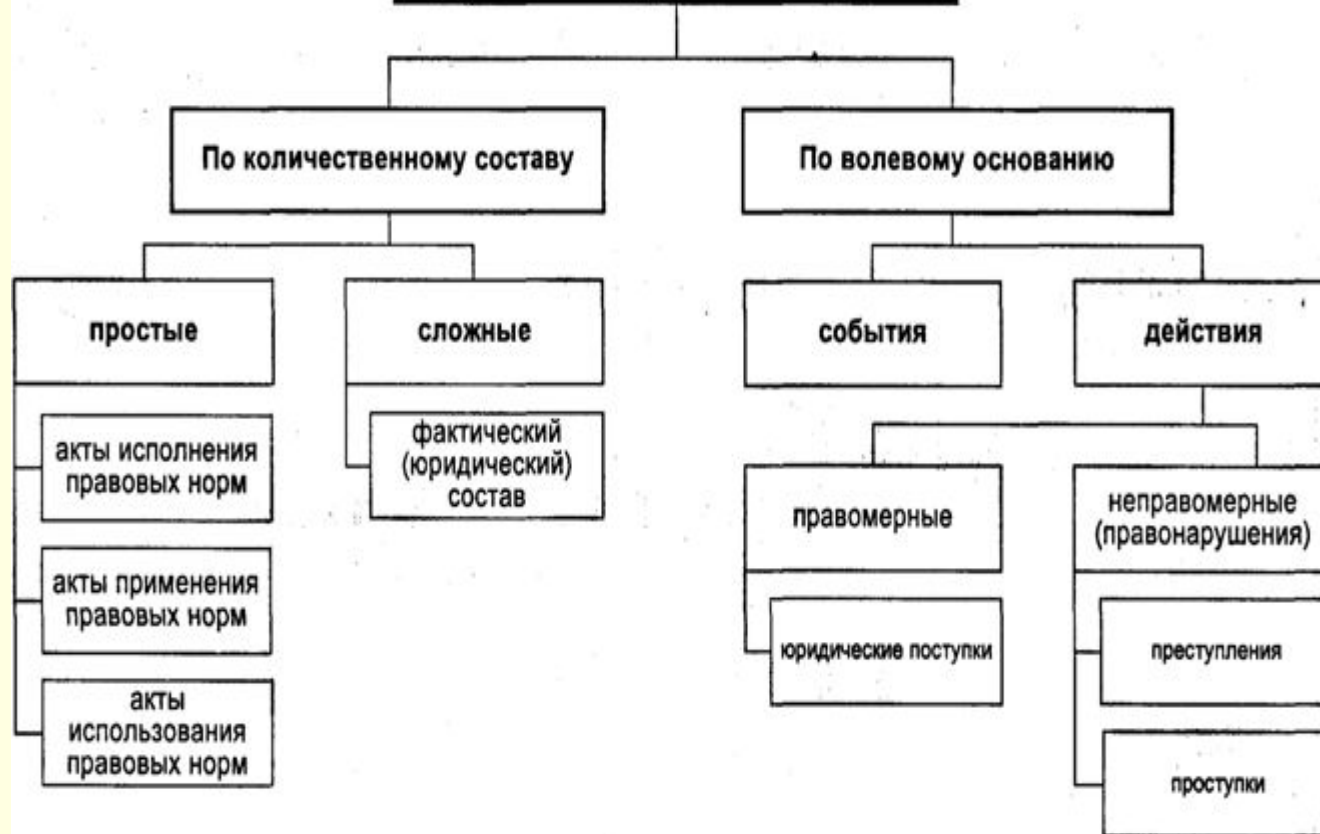 По количественному составу
По волевому основанию
простые
сложные
события
действия
акты исполнения
правовых норм
фактический
(юридический)
состав
правомерные
неправомерные
(правонарушения)
акты применения
правовых норм
юридические поступки
преступления
акты
использования
правовых норм
проступки